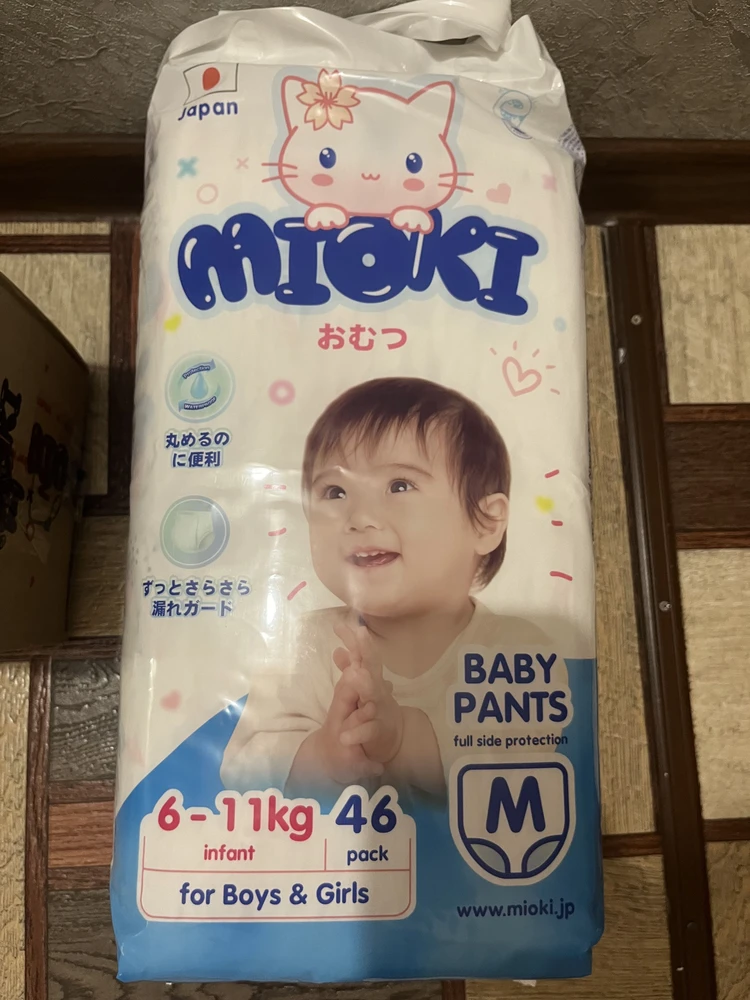 Japan
MIOKI
おむつ
丸めるの
に便利
ずっとさらさら
漏れガード
BABY
PANTS
full side protection
M
6-11kg
infant
46
pack
for Boys & Girls
www.mioki.jp